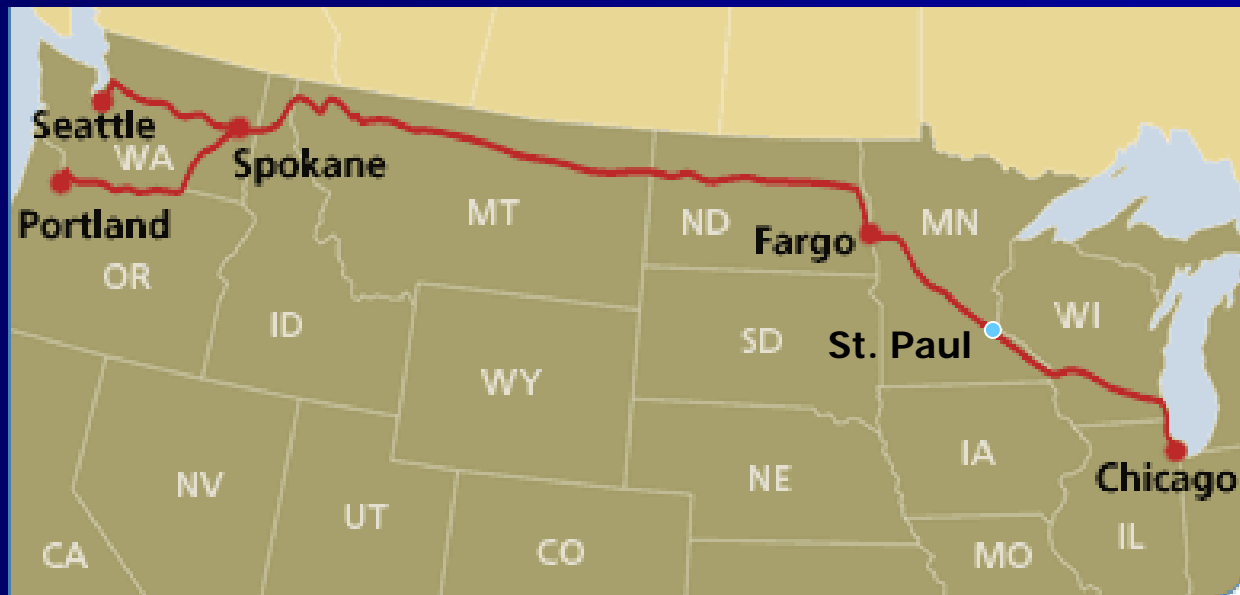 Seattle
WA
Spokane
Portland
MT
ND
Fargo
MN
OR
ID
SD
St. Paul
WI
WY
NV
UT
NE
IA
Chicago
CA
CO
MO
IL